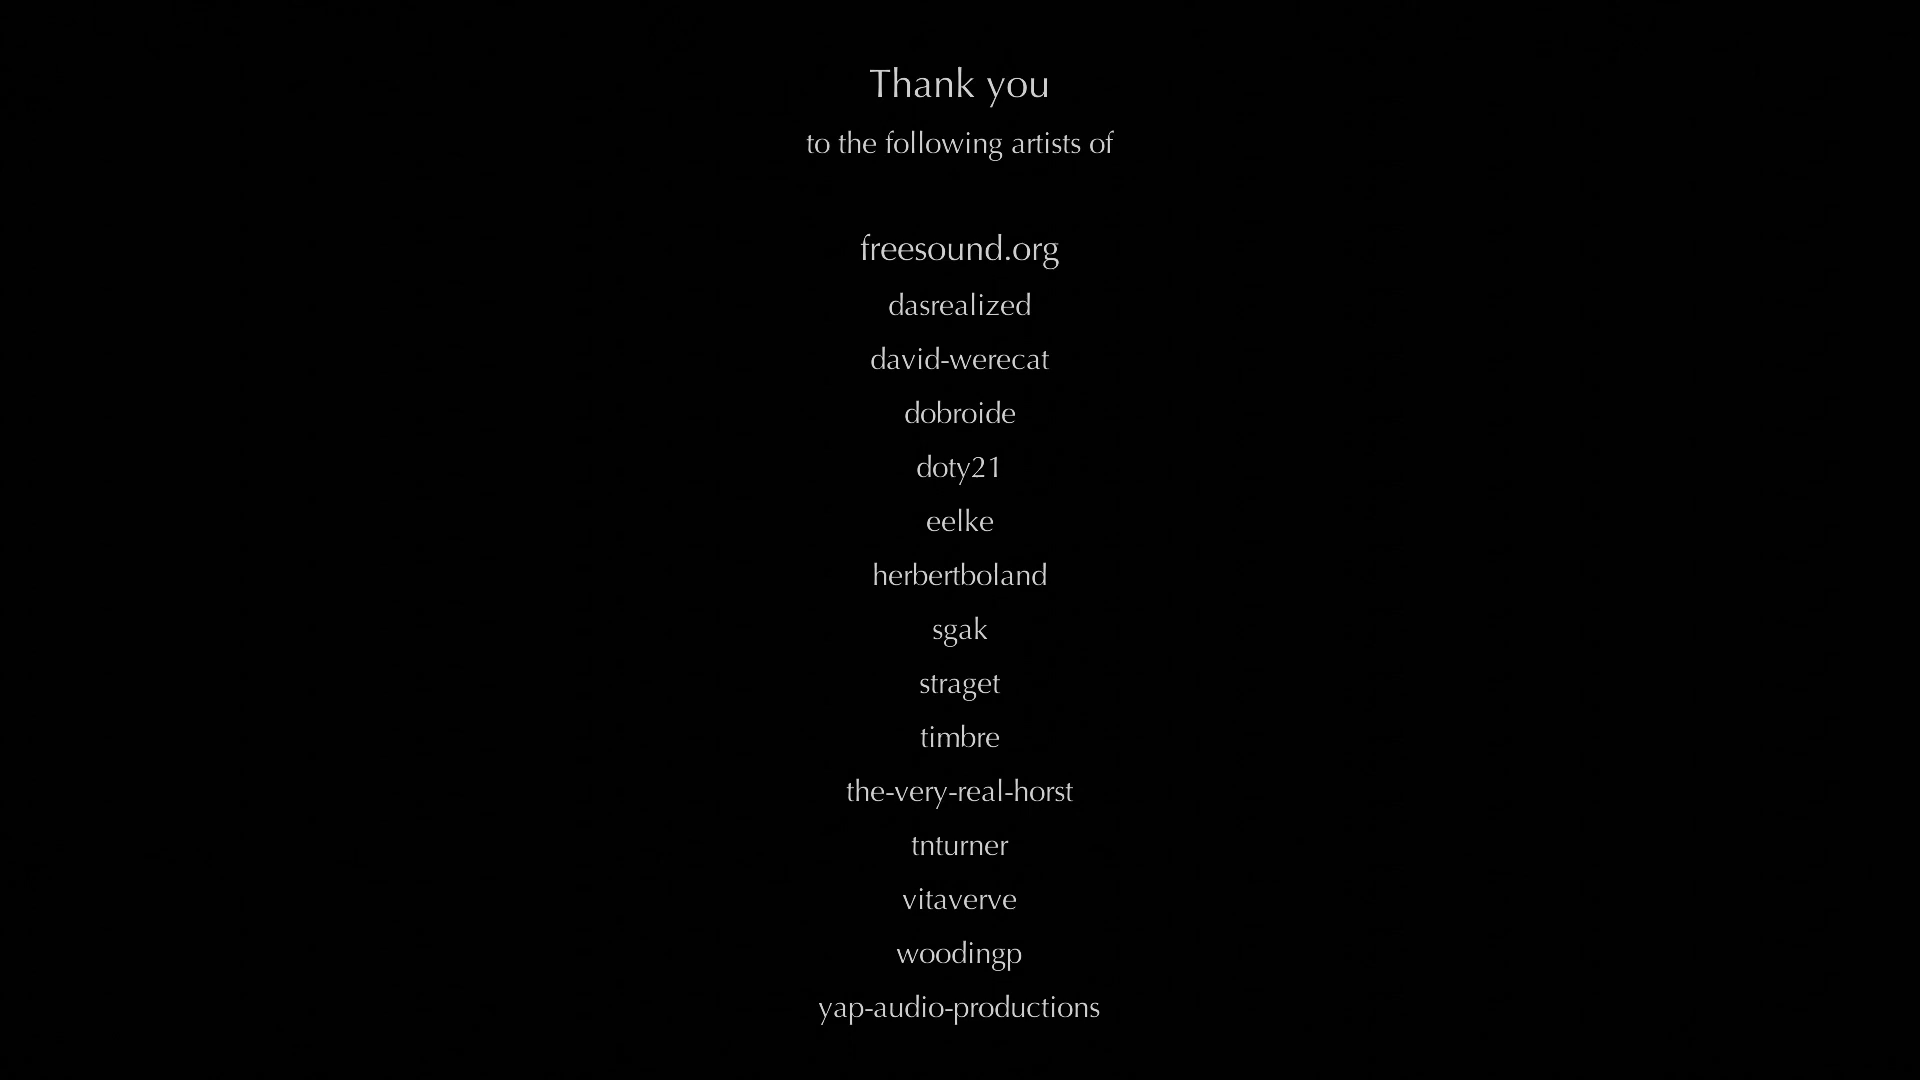 Thank you
to the following artists of
freesound.org
dasrealized
david-werecat
dobroide
doty21
eelke
herbertboland
sgak
straget
timbre
the-very-real-horst
tnturner
vitaverve
woodingp
yap-audio-productions